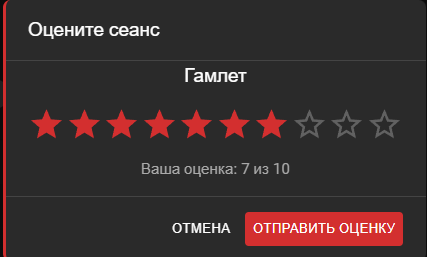 Оцените сеанс
Гамлет
Ваша оценка: 7 из 10
ОТМЕНА
ОТПРАВИТЬ ОЦЕНКУ